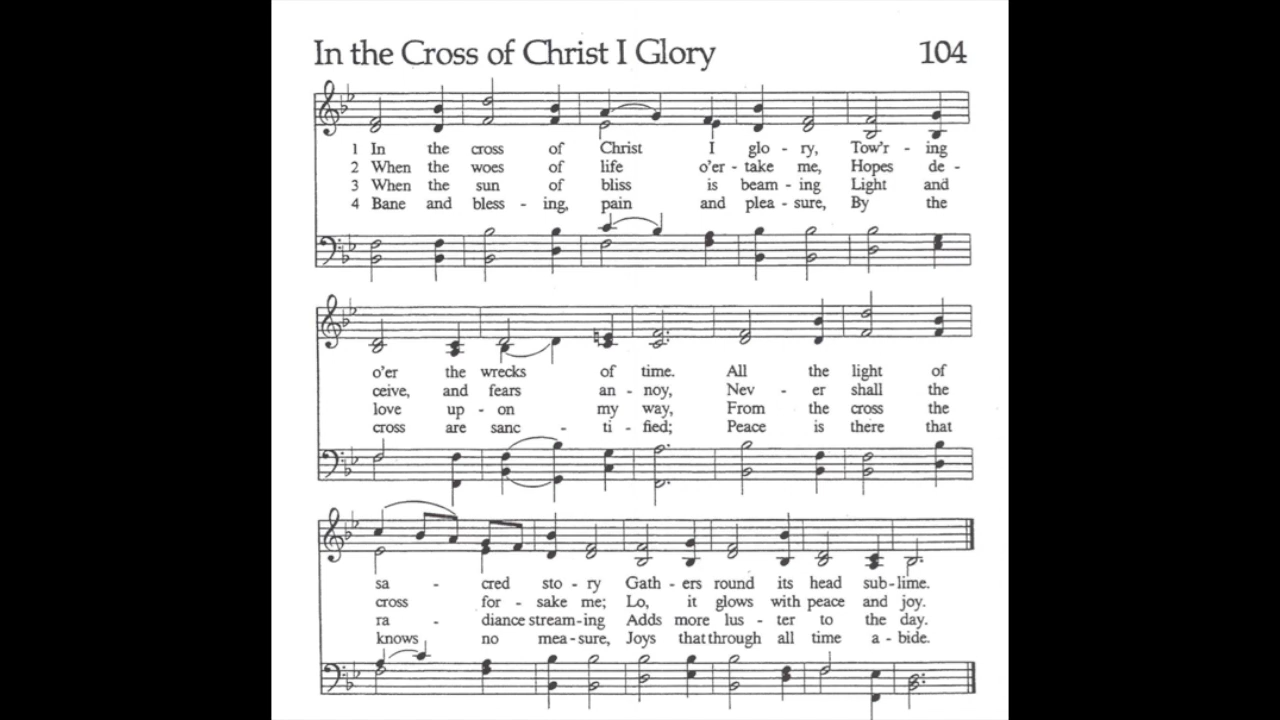 In the Cross of Christ I Glory 104
1 In the cross of Christ I glo - ry, Tow'r - ing
2 When the woes of life o'er - take me, Hopes de -
3 When the sun of bliss is beam - ing Light and
4 Bane and bless - ing, pain and plea - sure, By the
o'er the wrecks of time. All the light of
ceive, and fears an - noy, Nev - er shall the
love up - on my way, From the cross the
cross are sanc - ti - fied; Peace is there that
sa - cred sto - ry Gath - ers round its head sub - lime.
cross for - sake me; Lo, it glows with peace and joy.
ra - diance stream - ing Adds more lus - ter to the day.
knows no mea - sure, Joys that through all time a - bide.